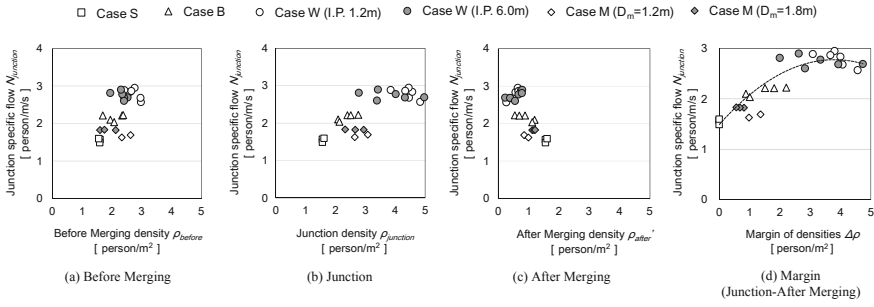 Case S Case B Case W (I.P. 1.2m) Case W (I.P. 6.0m) Case M (Dm=1.2m) Case M (Dm=1.8m)
Junction specific flow Njunction
[ person/m/s]
4
3
2
1
0
0 1 2 3 4 5
Before Merging density ρbefore
[ person/m²]
(a) Before Merging
Junction specific flow Njunction
[ person/m/s]
4
3
2
1
0
0 1 2 3 4 5
Junction density ρjunction
[ person/m²]
(b) Junction
Junction specific flow Njunction
[ person/m/s]
4
3
2
1
0
0 1 2 3 4 5
After Merging density ρafter'
[ person/m²]
(c) After Merging
Junction specific flow Njunction
[ person/m/s]
3
2
1
0
0 1 2 3 4 5
Margin of densities Δρ
[ person/m²]
(d) Margin
(Junction-After Merging)